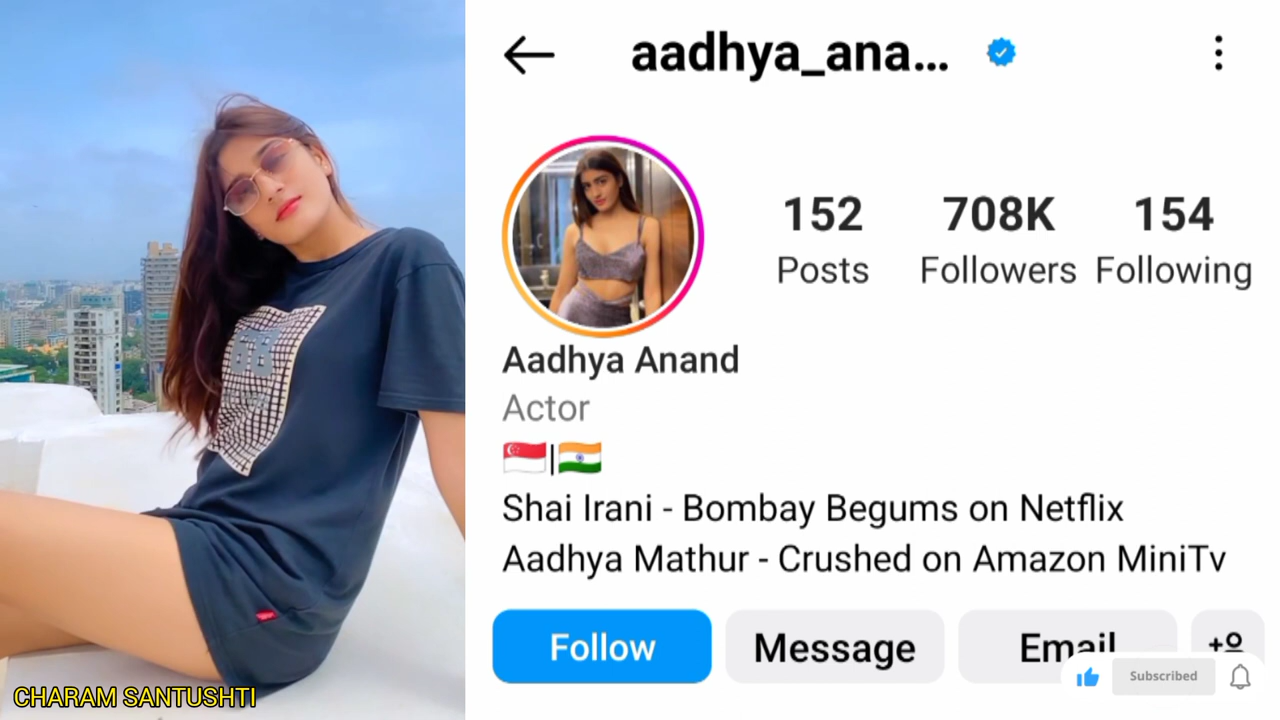 aadhya_ana...
152
708K
154
Posts
Followers
Following
Aadhya Anand
Actor
🇸🇬|🇮🇳
Shai Irani - Bombay Begums on Netflix
Aadhya Mathur - Crushed on Amazon MiniTv
Follow
Message
Email
Subscribed
CHARAM SANTUSHTI